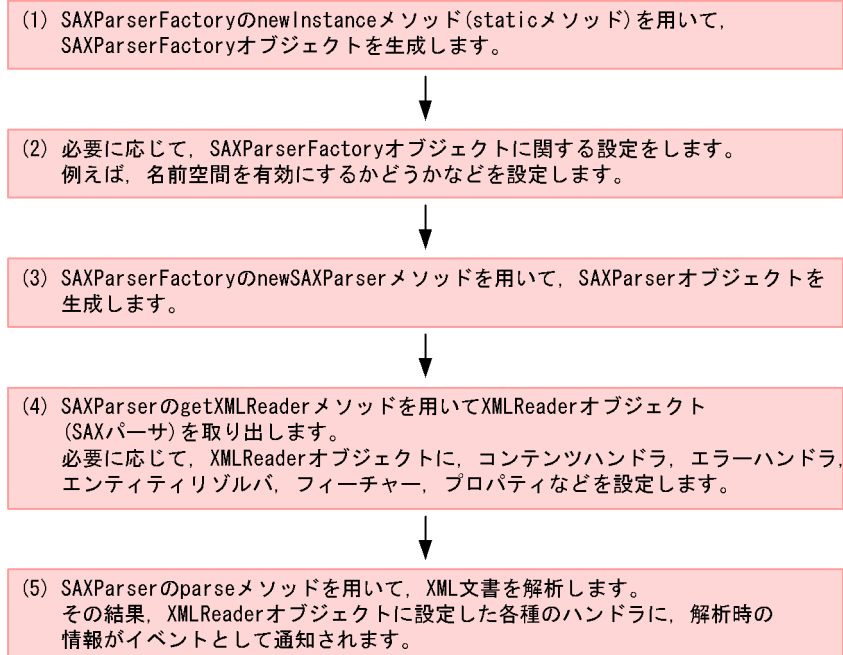 (1) SAXParserFactoryのnewInstanceメソッド(staticメソッド)を用いて,
SAXParserFactoryオブジェクトを生成します。
(2) 必要に応じて, SAXParserFactoryオブジェクトに関する設定をします。
例えば, 名前空間を有効にするかどうかなどを設定します。
(3) SAXParserFactoryのnewSAXParserメソッドを用いて, SAXParserオブジェクトを
生成します。
(4) SAXParserのgetXMLReaderメソッドを用いてXMLReaderオブジェクト
(SAXパーサ)を取り出します。
必要に応じて, XMLReaderオブジェクトに, コンテンツハンドラ, エラーハンドラ,
エンティティリゾルバ, フィーチャー, プロパティなどを設定します。
(5) SAXParserのparseメソッドを用いて, XML文書を解析します。
その結果, XMLReaderオブジェクトに設定した各種のハンドラに, 解析時の
情報がイベントとして通知されます。